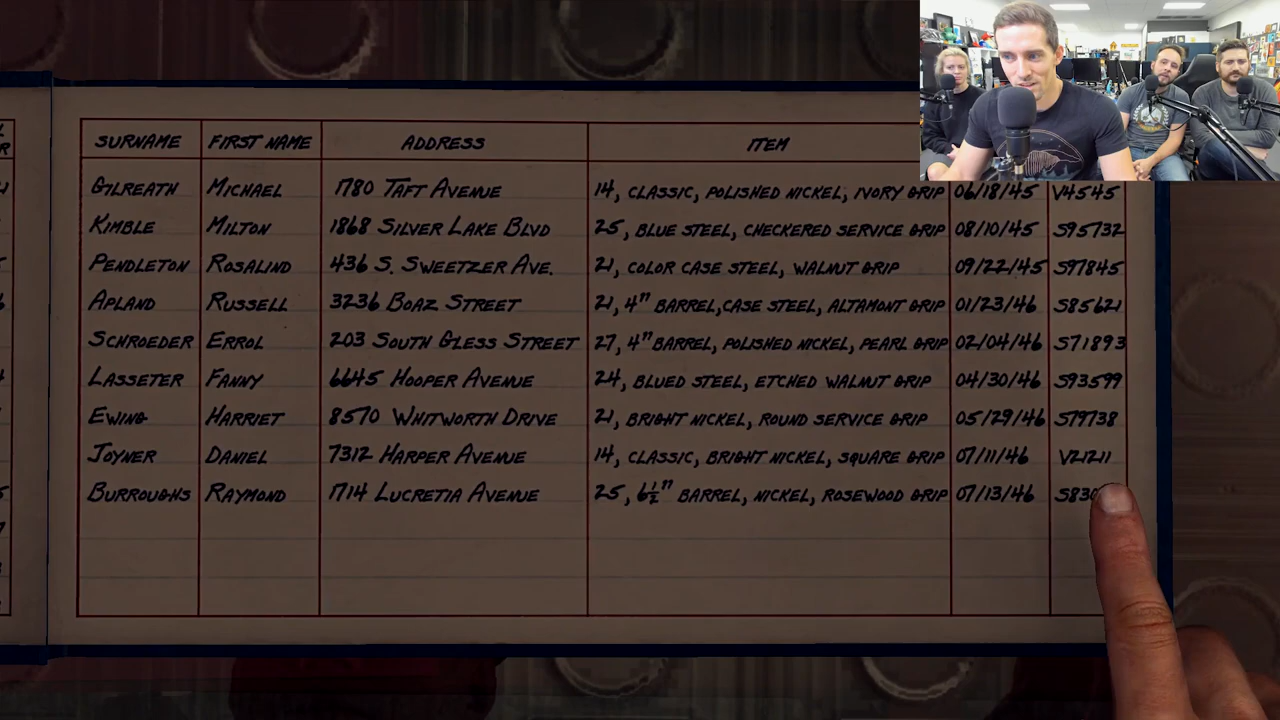 SURNAME FIRST NAME ADDRESS ITEM
GILREATH MICHAEL 1780 TAFT AVENUE 14, CLASSIC, POLISHED NICKEL, IVORY GRIP 06/18/45 V4545
KIMBLE MILTON 1868 SILVER LAKE BLVD 25, BLUE STEEL, CHECKERED SERVICE GRIP 08/10/45 S95732
PENDLETON ROSALIND 436 S. SWEETZER AVE. 21, COLOR CASE STEEL, WALNUT GRIP 09/22/45 S97845
APLAND RUSSELL 3236 BOAZ STREET 21, 4" BARREL, CASE STEEL, ALTAMONT GRIP 01/23/46 S85621
SCHROEDER ERROL 203 SOUTH GLESS STREET 27, 4" BARREL, POLISHED NICKEL, PEARL GRIP 02/04/46 S71893
LASSETER FANNY 6645 HOOPER AVENUE 24, BLUED STEEL, ETCHED WALNUT GRIP 04/30/46 S93599
EWING HARRIET 8570 WHITWORTH DRIVE 21, BRIGHT NICKEL, ROUND SERVICE GRIP 05/29/46 S79738
JOYNER DANIEL 7312 HARPER AVENUE 14, CLASSIC, BRIGHT NICKEL, SQUARE GRIP 07/11/46 V21211
BURROUGHS RAYMOND 1714 LUCRETIA AVENUE 25, 6½" BARREL, NICKEL, ROSEWOOD GRIP 07/13/46